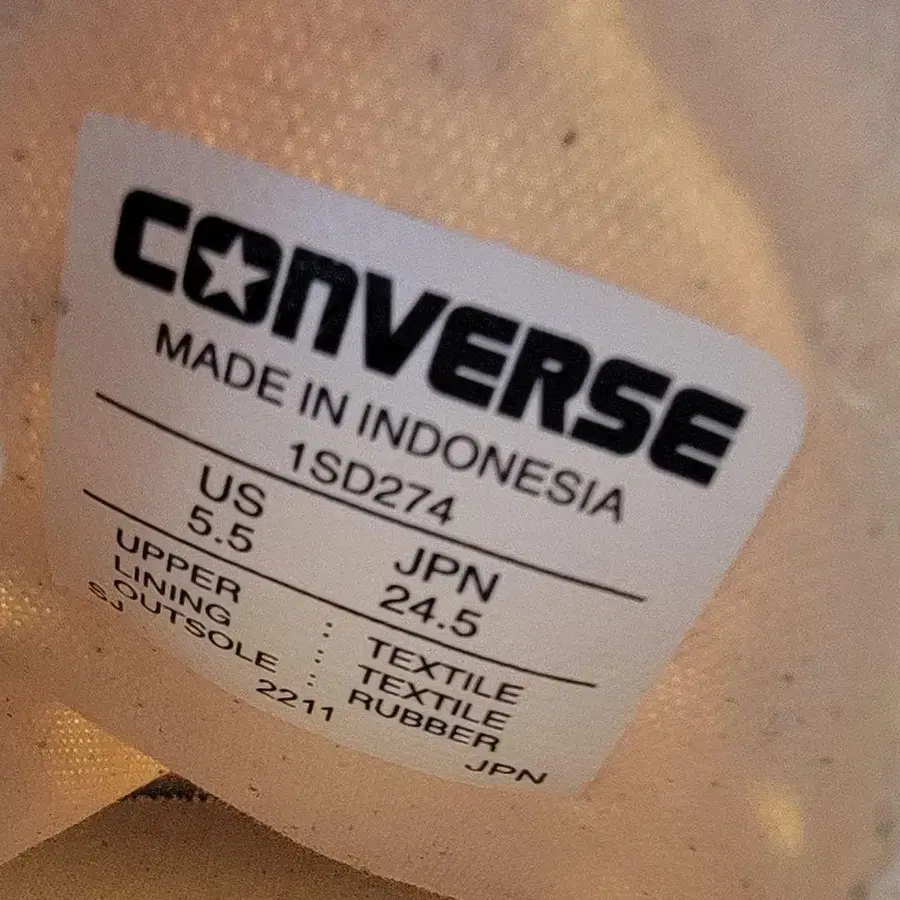 CONVERSE
MADE IN INDONESIA
1SD274
US JPN
5.5 24.5
UPPER : TEXTILE
LINING : TEXTILE
OUTSOLE : RUBBER
SJ 2211 JPN